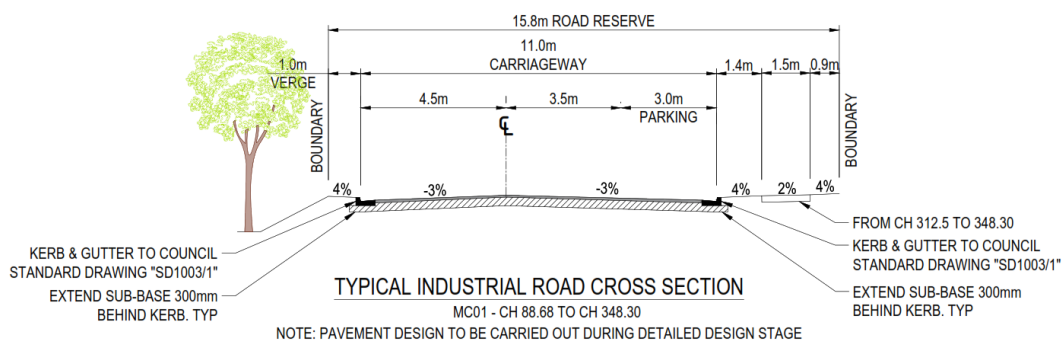 15.8m ROAD RESERVE
11.0m
CARRIAGEWAY
1.0m
VERGE
1.4m
1.5m
0.9m
4.5m
3.5m
3.0m
PARKING
BOUNDARY
BOUNDARY
CL
4%
-3%
-3%
4%
2%
4%
KERB & GUTTER TO COUNCIL
STANDARD DRAWING "SD1003/1"
EXTEND SUB-BASE 300mm
BEHIND KERB. TYP
FROM CH 312.5 TO 348.30
KERB & GUTTER TO COUNCIL
STANDARD DRAWING "SD1003/1"
EXTEND SUB-BASE 300mm
BEHIND KERB. TYP
TYPICAL INDUSTRIAL ROAD CROSS SECTION
MC01 - CH 88.68 TO CH 348.30
NOTE: PAVEMENT DESIGN TO BE CARRIED OUT DURING DETAILED DESIGN STAGE